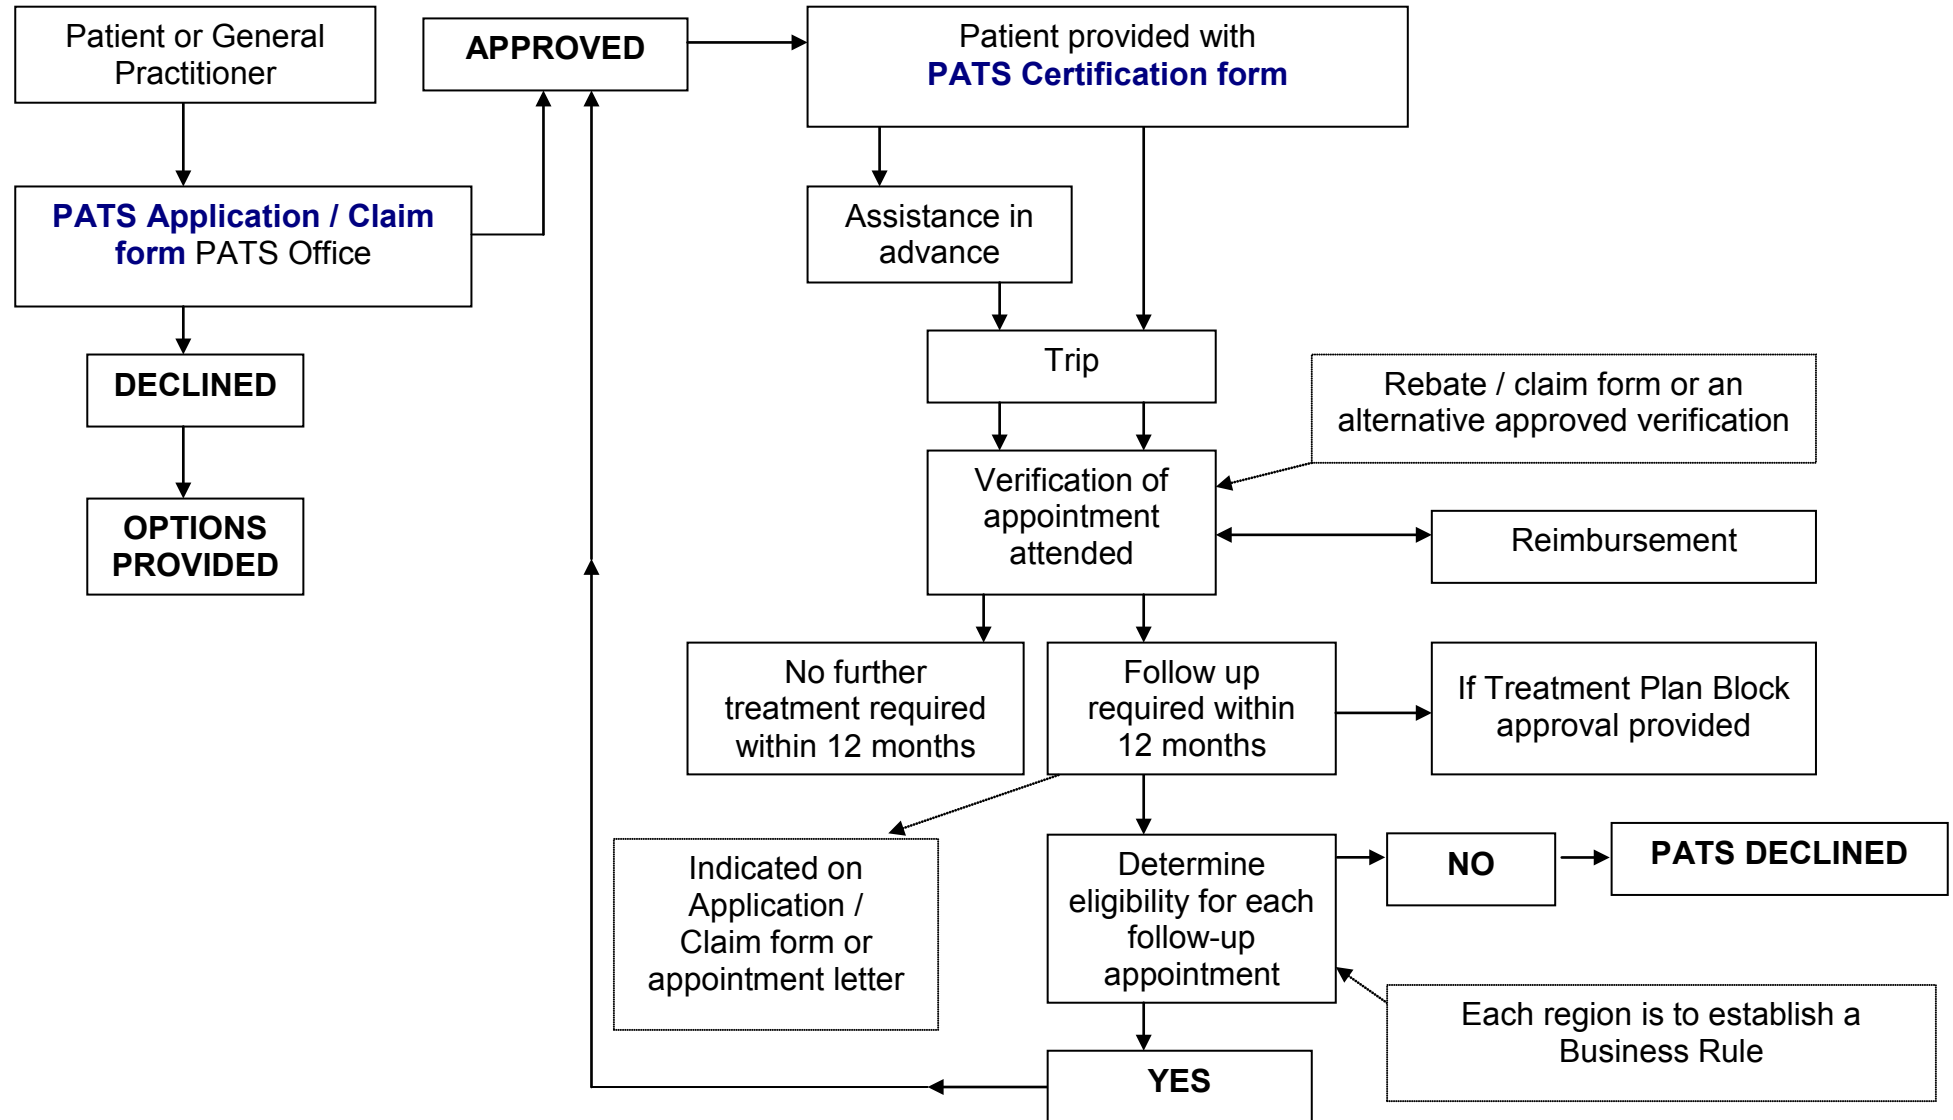 Patient or General
Practitioner
APPROVED
Patient provided with
PATS Certification form
PATS Application / Claim
form PATS Office
Assistance in
advance
DECLINED
Trip
Rebate / claim form or an
alternative approved verification
OPTIONS
PROVIDED
Verification of
appointment
attended
Reimbursement
No further
treatment required
within 12 months
Follow up
required within
12 months
If Treatment Plan Block
approval provided
Indicated on
Application /
Claim form or
appointment letter
Determine
eligibility for each
follow-up
appointment
NO
PATS DECLINED
Each region is to establish a
Business Rule
YES